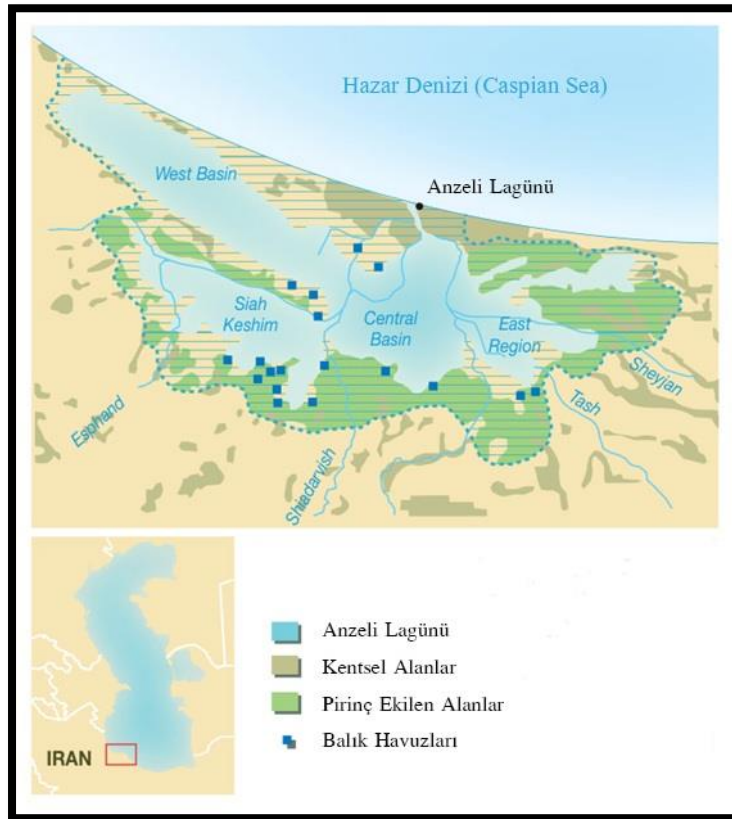 Hazar Denizi (Caspian Sea)
West Basin
Anzeli Lagünü
Siah
Keshim
Central
Basin
East
Region
Sheyjan
Tash
Esphand
Shiadarvish
IRAN
Anzeli Lagünü
Kentsel Alanlar
Pirinç Ekilen Alanlar
Balık Havuzları